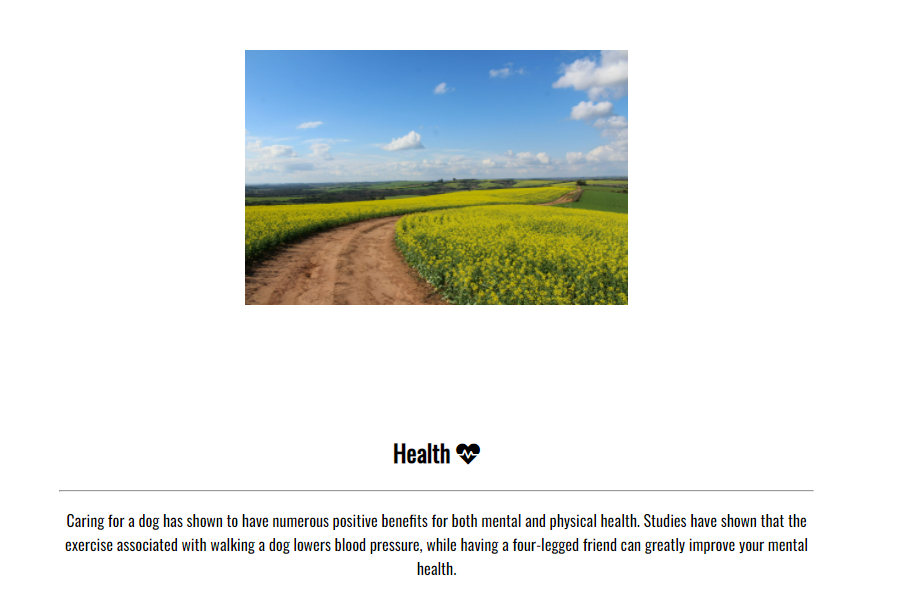 Health
Caring for a dog has shown to have numerous positive benefits for both mental and physical health. Studies have shown that the
exercise associated with walking a dog lowers blood pressure, while having a four-legged friend can greatly improve your mental
health.